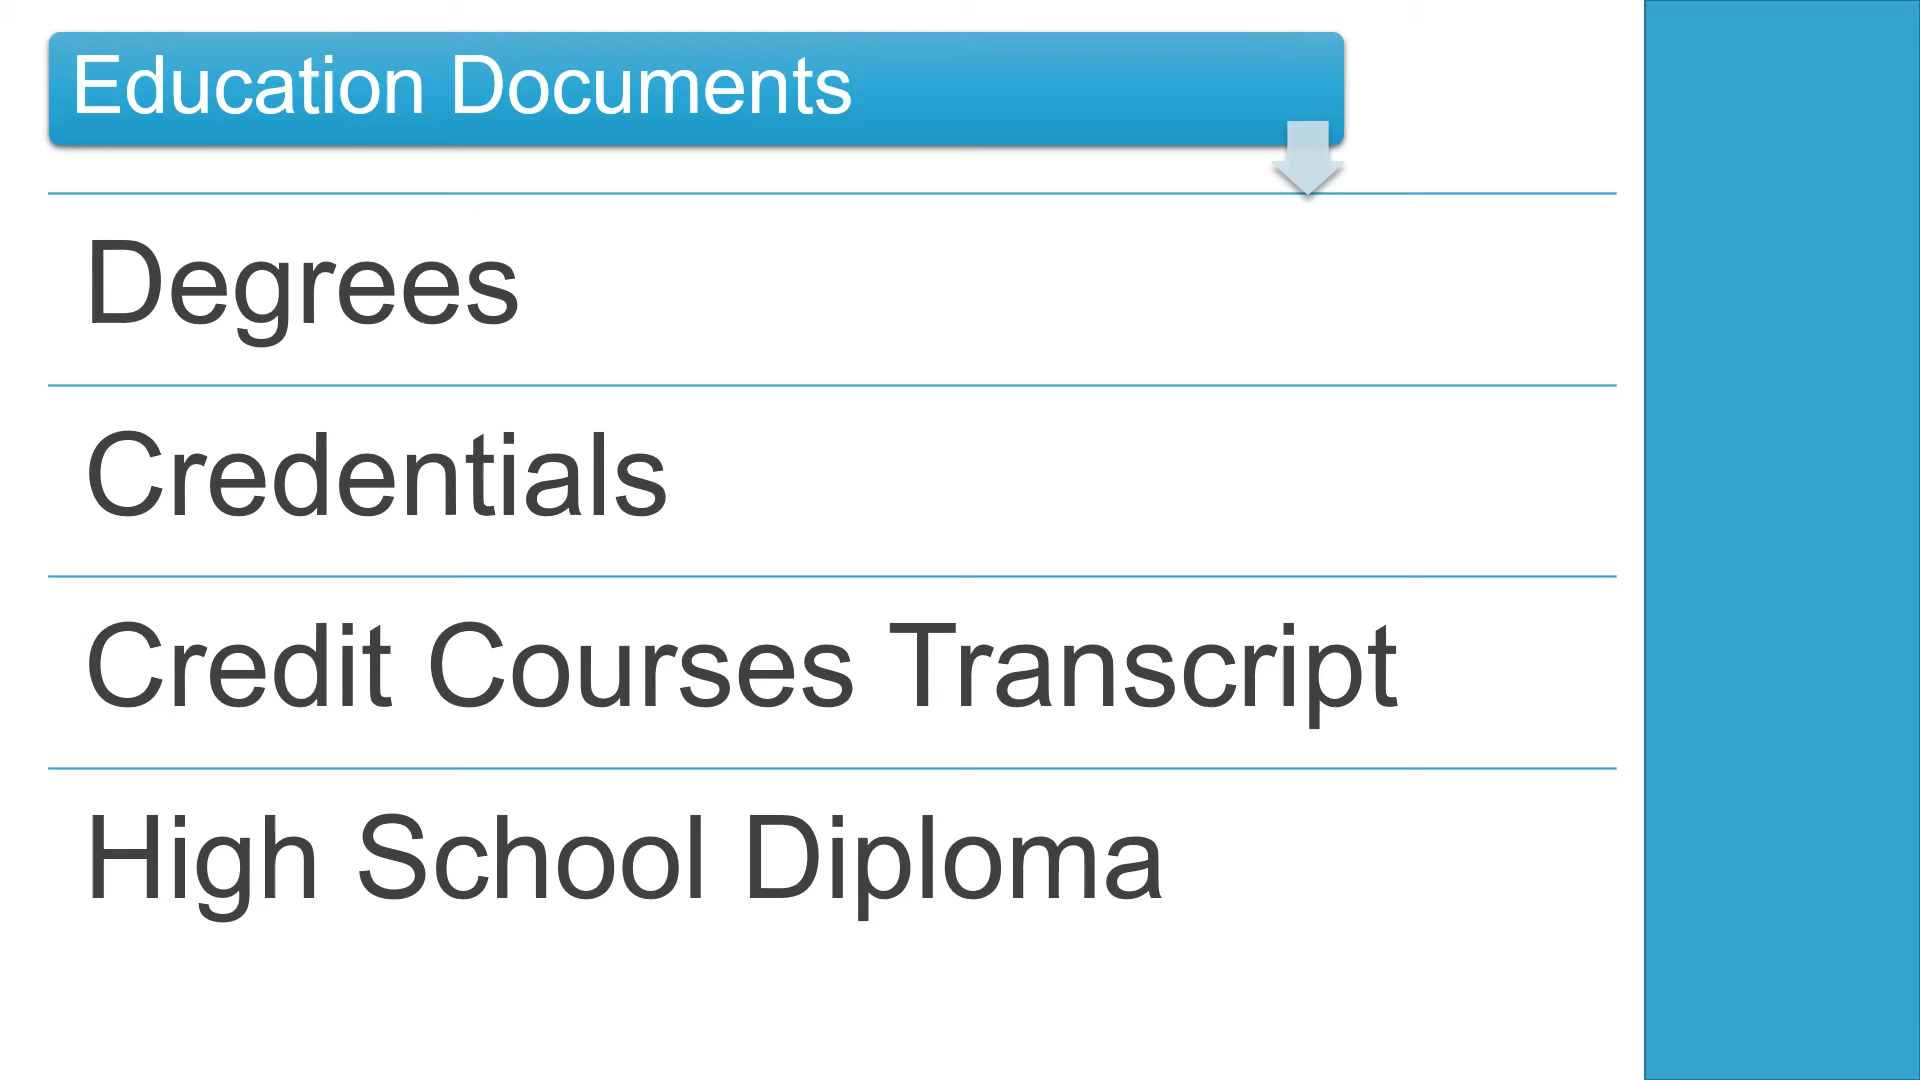 Education Documents
Degrees
Credentials
Credit Courses Transcript
High School Diploma